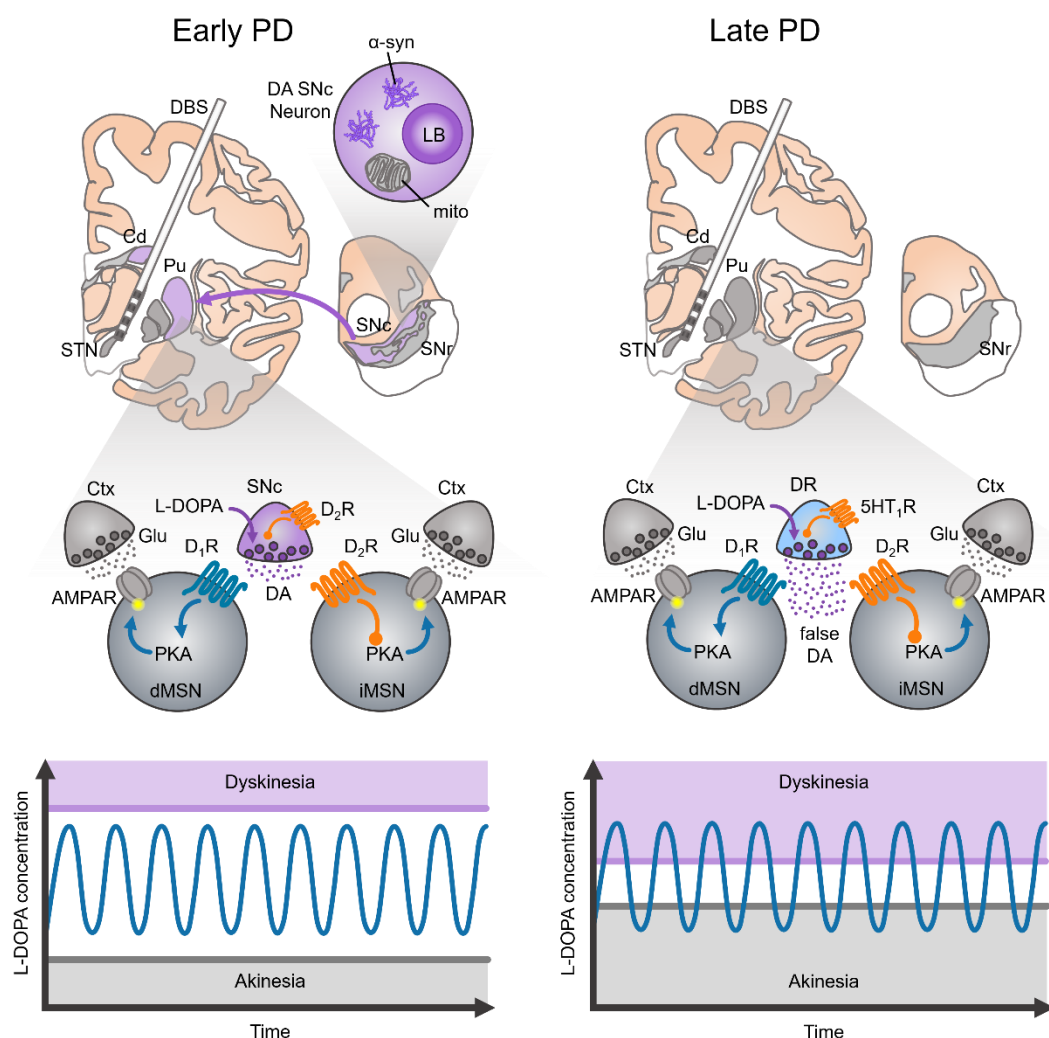 Early PD
α-syn
DA SNc
Neuron
DBS
LB
mito
Cd
Pu
SNc
STN
SNr
Ctx
SNc
L-DOPA
D₂R
Ctx
Glu
D₁R
D₂R
Glu
AMPAR
DA
AMPAR
PKA
PKA
dMSN
iMSN
Dyskinesia
L-DOPA concentration
Akinesia
Time
Late PD
DBS
Cd
Pu
STN
SNr
Ctx
DR
L-DOPA
5HT₁R
Ctx
Glu
D₁R
D₂R
Glu
AMPAR
AMPAR
false
DA
PKA
PKA
dMSN
iMSN
Dyskinesia
L-DOPA concentration
Akinesia
Time